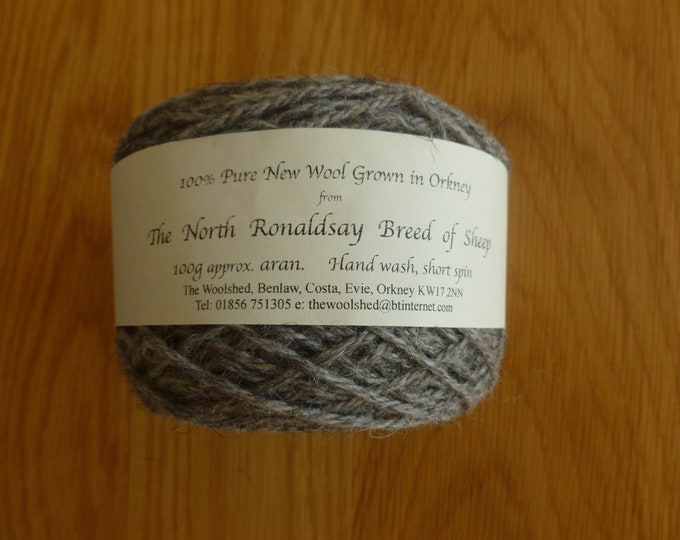 100% Pure New Wool Grown in Orkney
from
The North Ronaldsay Breed of Sheep
100g approx. aran. Hand wash, short spin
The Woolshed, Benlaw, Costa, Evie, Orkney KW17 2NN
Tel: 01856 751305 e: thewoolshed@btinternet.com